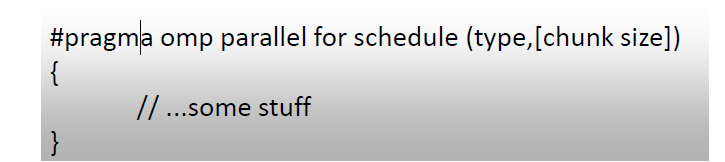 #pragma omp parallel for schedule (type,[chunk size])
{
// ...some stuff
}